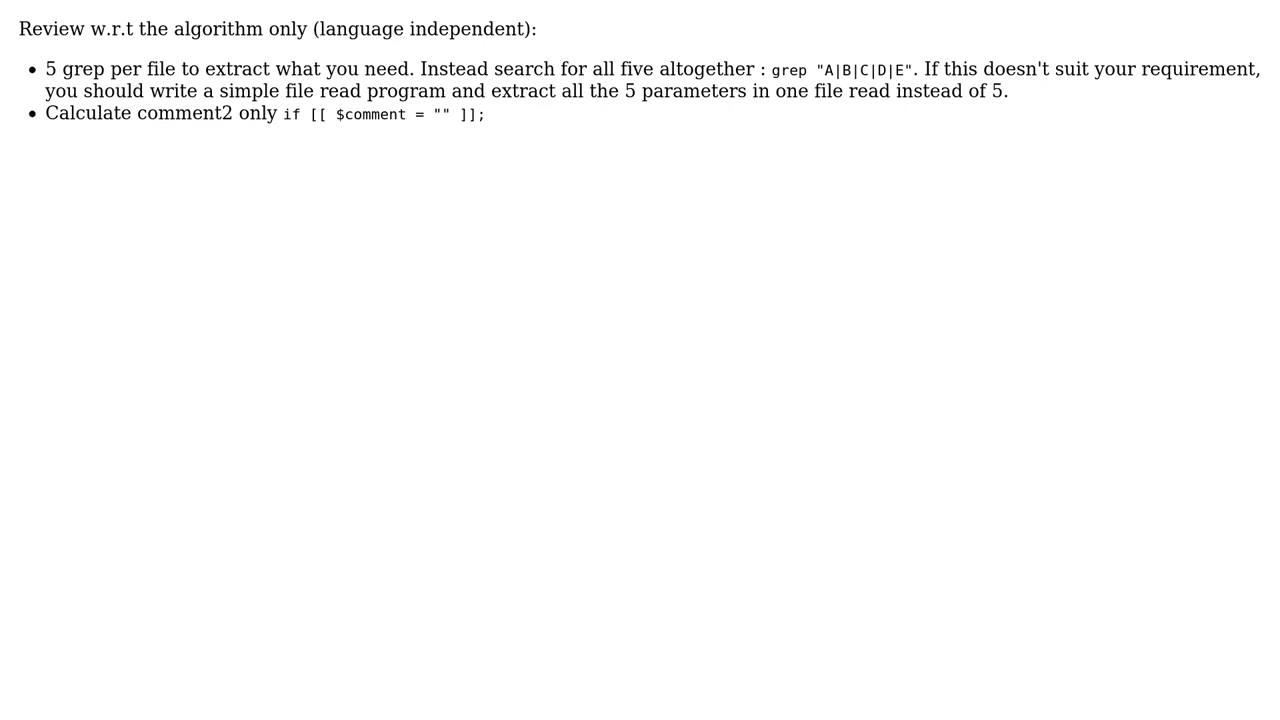 Review w.r.t the algorithm only (language independent):
• 5 grep per file to extract what you need. Instead search for all five altogether : grep "A|B|C|D|E". If this doesn't suit your requirement,
you should write a simple file read program and extract all the 5 parameters in one file read instead of 5.
• Calculate comment2 only if [[ $comment = "" ]];